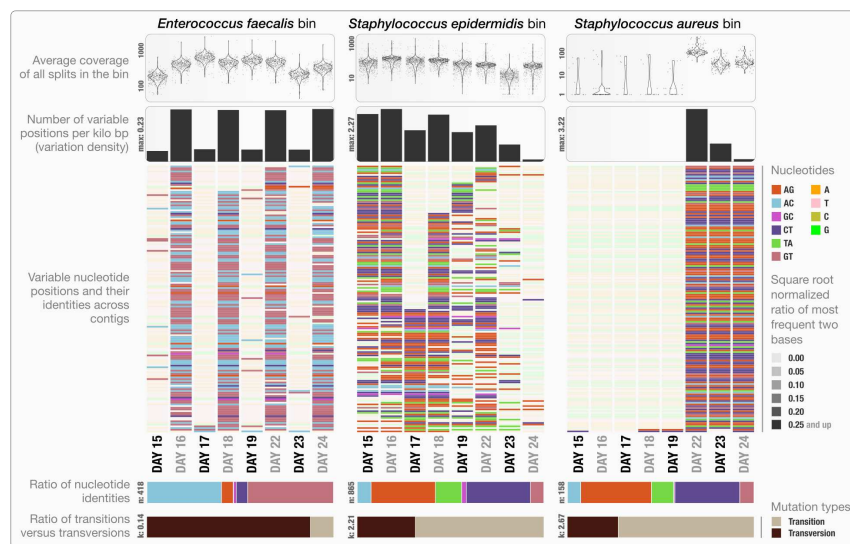 Enterococcus faecalis bin
Staphylococcus epidermidis bin
Staphylococcus aureus bin
Average coverage
of all splits in the bin
1000
100
1000
10
100
10
1
Number of variable
positions per kilo bp
(variation density)
max: 0.23
max: 2.27
max: 3.22
Variable nucleotide
positions and their
identities across
contigs
Nucleotides
AG
A
AC
T
GC
C
CT
G
TA
GT
Square root
normalized
ratio of most
frequent two
bases
0.00
0.05
0.10
0.15
0.20
0.25 and up
DAY 15
DAY 16
DAY 17
DAY 18
DAY 19
DAY 22
DAY 23
DAY 24
DAY 15
DAY 16
DAY 17
DAY 18
DAY 19
DAY 22
DAY 23
DAY 24
DAY 15
DAY 16
DAY 17
DAY 18
DAY 19
DAY 22
DAY 23
DAY 24
Ratio of nucleotide
identities
n: 418
n: 865
n: 158
Ratio of transitions
versus transversions
k: 0.14
k: 2.21
k: 2.67
Mutation types
Transition
Transversion